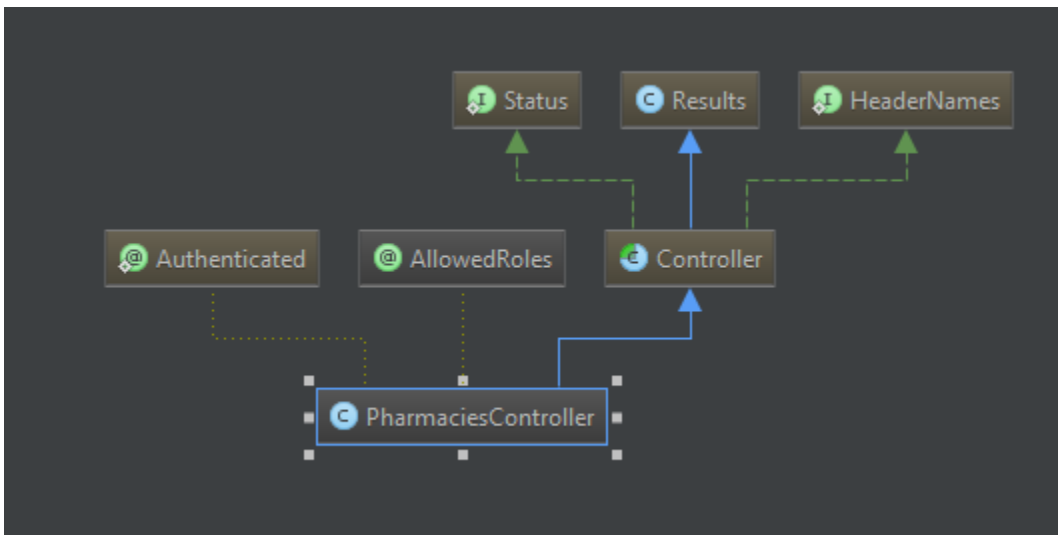 Status
Results
HeaderNames
Authenticated
AllowedRoles
Controller
PharmaciesController